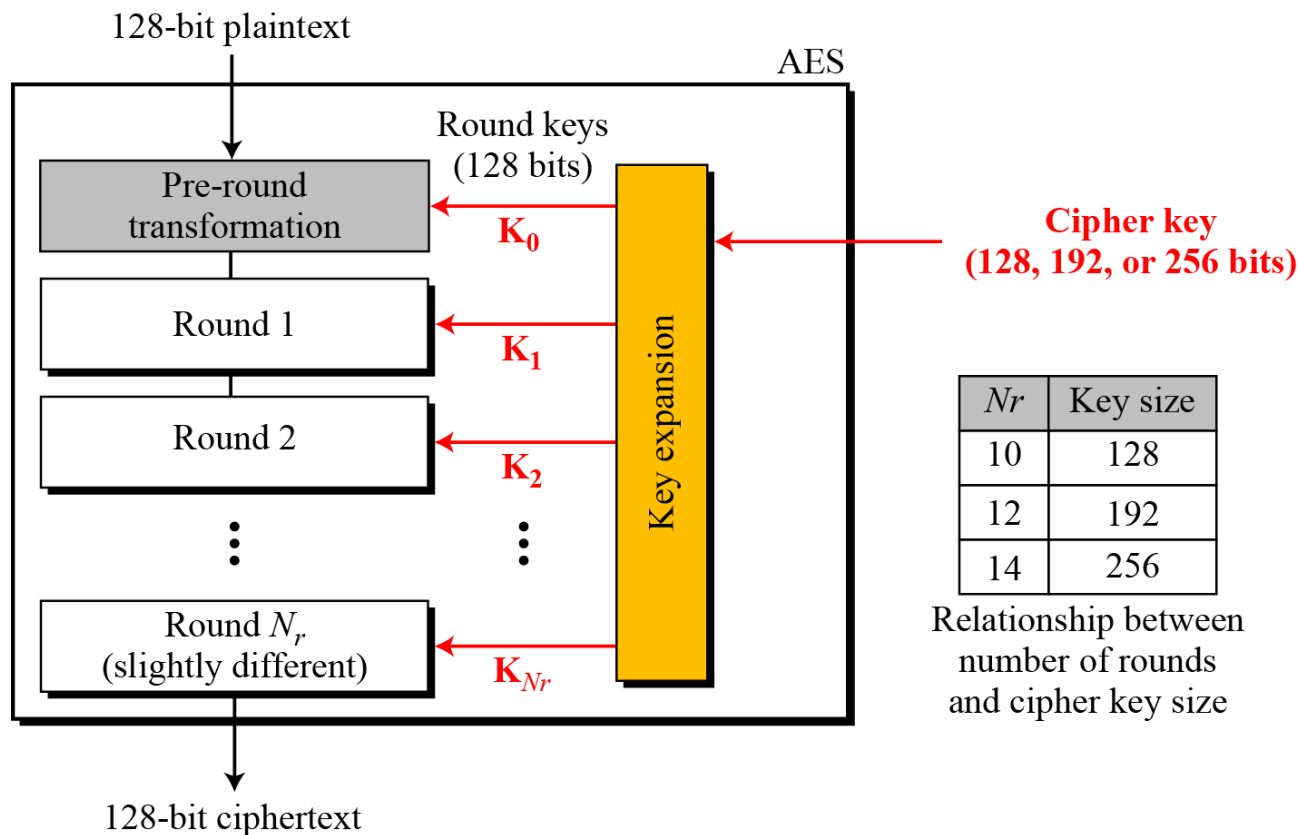 128-bit plaintext
AES
Round keys
(128 bits)
Pre-round
transformation
K₀
Cipher key
(128, 192, or 256 bits)
Round 1
K₁
Key expansion
Round 2
K₂
Round Nᵣ
(slightly different)
K_Nr
Nr Key size
10 128
12 192
14 256
Relationship between
number of rounds
and cipher key size
128-bit ciphertext